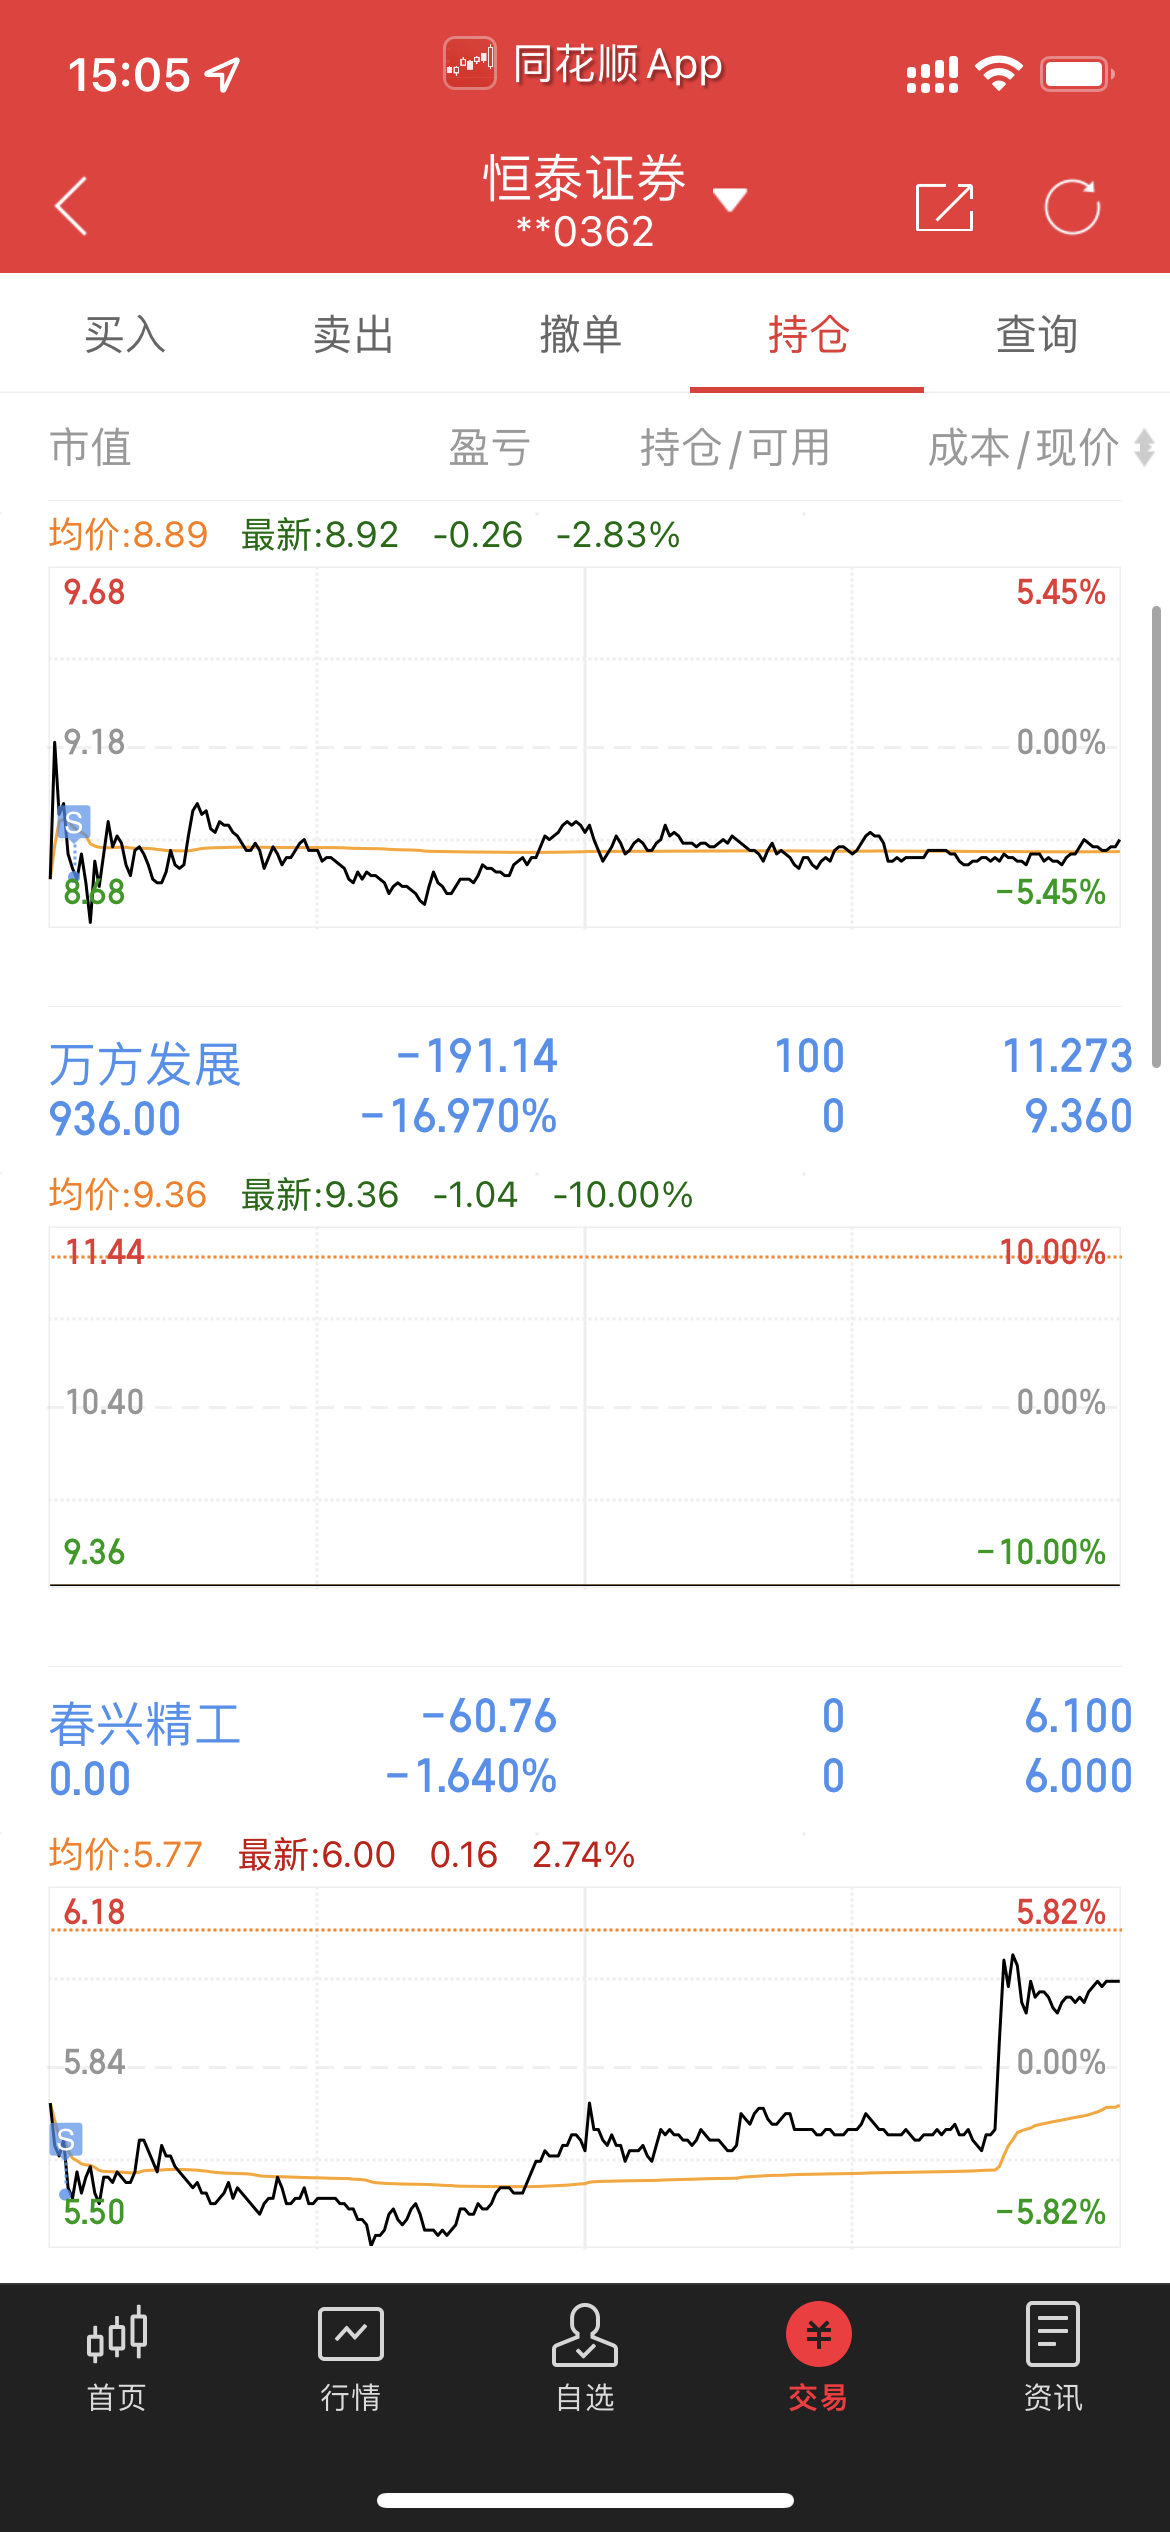 15:05
同花顺 App
恒泰证券
**0362
买入 卖出 撤单 持仓 查询
市值 盈亏 持仓/可用 成本/现价
均价:8.89 最新:8.92 -0.26 -2.83%
9.68 5.45%
9.18 0.00%
S
8.68 -5.45%
万方发展 -191.14 100 11.273
936.00 -16.970% 0 9.360
均价:9.36 最新:9.36 -1.04 -10.00%
11.44 10.00%
10.40 0.00%
9.36 -10.00%
春兴精工 -60.76 0 6.100
0.00 -1.640% 0 6.000
均价:5.77 最新:6.00 0.16 2.74%
6.18 5.82%
5.84 0.00%
S
5.50 -5.82%
¥
首页 行情 自选 交易 资讯